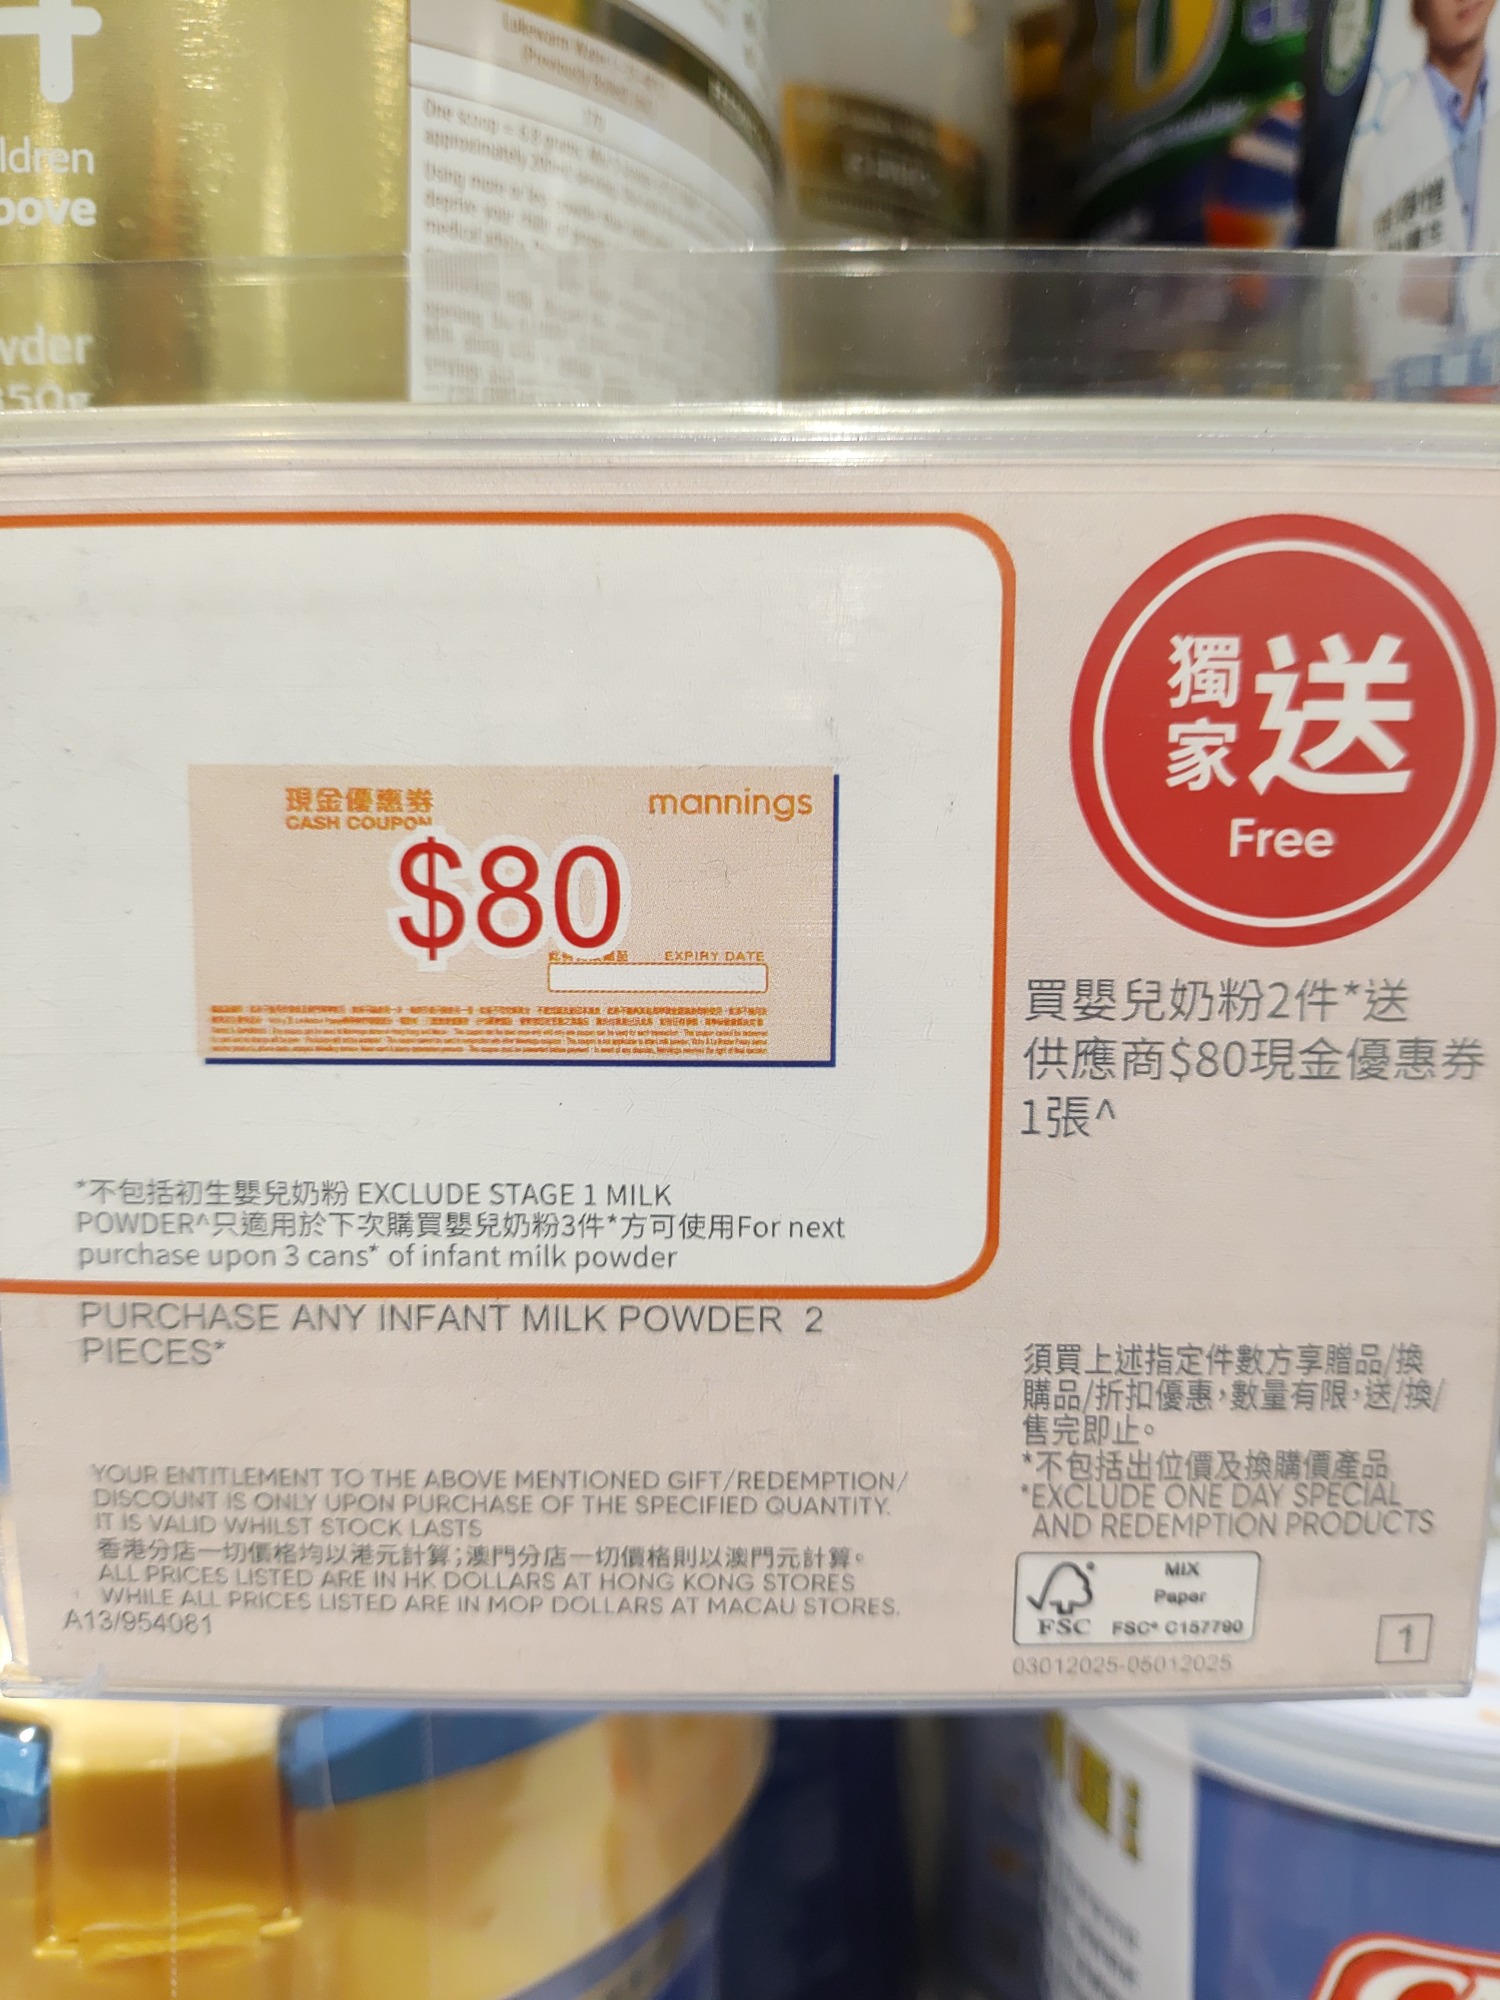 ldren
bove
wder
350g
One scoop
獨家
送
Free
現金優惠券
CASH COUPON
mannings
$80
EXPIRY DATE
買嬰兒奶粉2件*送
供應商$80現金優惠券
1張^
*不包括初生嬰兒奶粉 EXCLUDE STAGE 1 MILK
POWDER^只適用於下次購買嬰兒奶粉3件*方可使用For next
purchase upon 3 cans* of infant milk powder
PURCHASE ANY INFANT MILK POWDER 2
PIECES*
須買上述指定件數方享贈品/換
購品/折扣優惠，數量有限，送/換/
售完即止。
*不包括出位價及換購價產品
*EXCLUDE ONE DAY SPECIAL
AND REDEMPTION PRODUCTS
YOUR ENTITLEMENT TO THE ABOVE MENTIONED GIFT/REDEMPTION/
DISCOUNT IS ONLY UPON PURCHASE OF THE SPECIFIED QUANTITY.
IT IS VALID WHILST STOCK LASTS
香港分店一切價格均以港元計算；澳門分店一切價格則以澳門元計算。
ALL PRICES LISTED ARE IN HK DOLLARS AT HONG KONG STORES
WHILE ALL PRICES LISTED ARE IN MOP DOLLARS AT MACAU STORES.
A13/954081
FSC
MIX
Paper
FSC® C157790
03012025-05012025
1